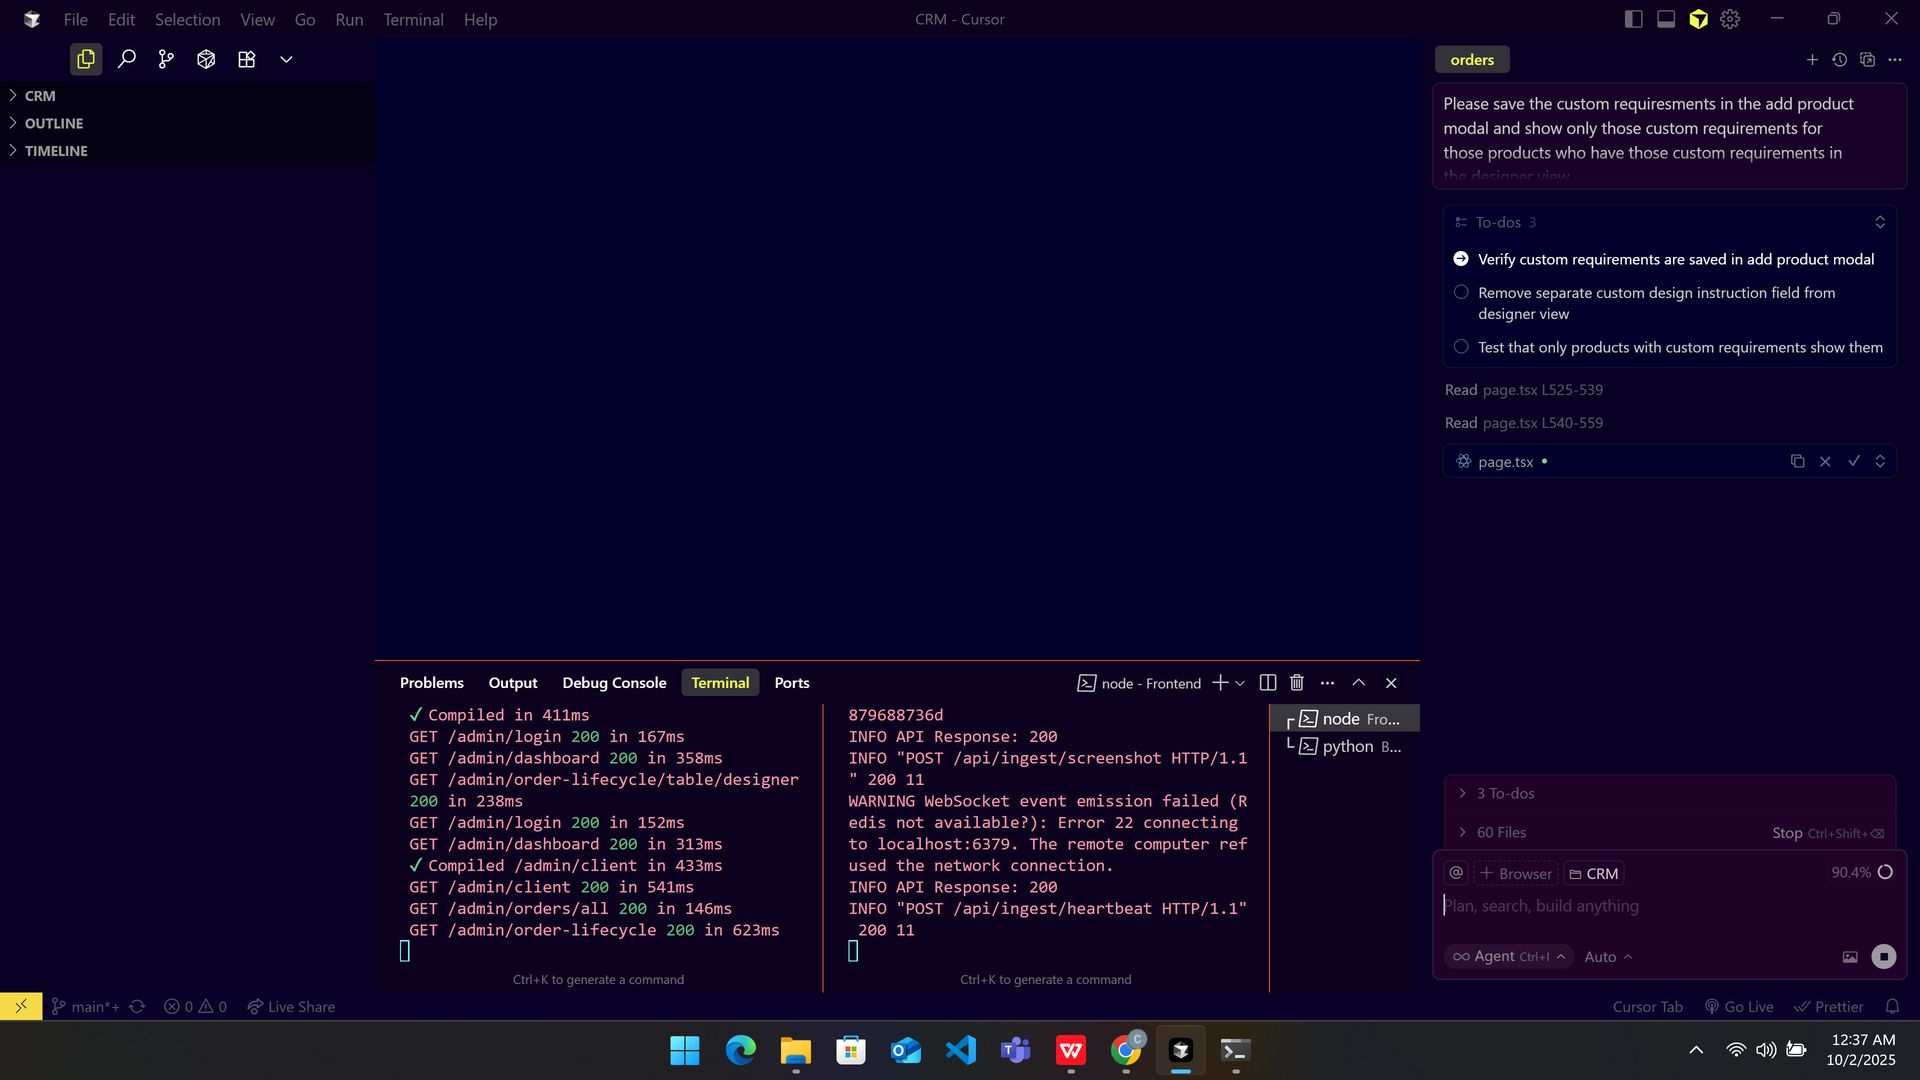 File Edit Selection View Go Run Terminal Help
CRM - Cursor
CRM
OUTLINE
TIMELINE
Problems Output Debug Console Terminal Ports
node - Frontend
✓ Compiled in 411ms
GET /admin/login 200 in 167ms
GET /admin/dashboard 200 in 358ms
GET /admin/order-lifecycle/table/designer
200 in 238ms
GET /admin/login 200 in 152ms
GET /admin/dashboard 200 in 313ms
✓ Compiled /admin/client in 433ms
GET /admin/client 200 in 541ms
GET /admin/orders/all 200 in 146ms
GET /admin/order-lifecycle 200 in 623ms
Ctrl+K to generate a command
879688736d
INFO API Response: 200
INFO "POST /api/ingest/screenshot HTTP/1.1
" 200 11
WARNING WebSocket event emission failed (R
edis not available?): Error 22 connecting
to localhost:6379. The remote computer ref
used the network connection.
INFO API Response: 200
INFO "POST /api/ingest/heartbeat HTTP/1.1"
200 11
Ctrl+K to generate a command
node Fro...
python B...
orders
Please save the custom requiresments in the add product
modal and show only those custom requirements for
those products who have those custom requirements in
the designer view
To-dos 3
Verify custom requirements are saved in add product modal
Remove separate custom design instruction field from
designer view
Test that only products with custom requirements show them
Read page.tsx L525-539
Read page.tsx L540-559
page.tsx
3 To-dos
60 Files
Stop Ctrl+Shift+⌫
@ + Browser CRM 90.4%
Plan, search, build anything
Agent Ctrl+I Auto
main*+ 0 0 Live Share
Cursor Tab Go Live Prettier
C
12:37 AM
10/2/2025